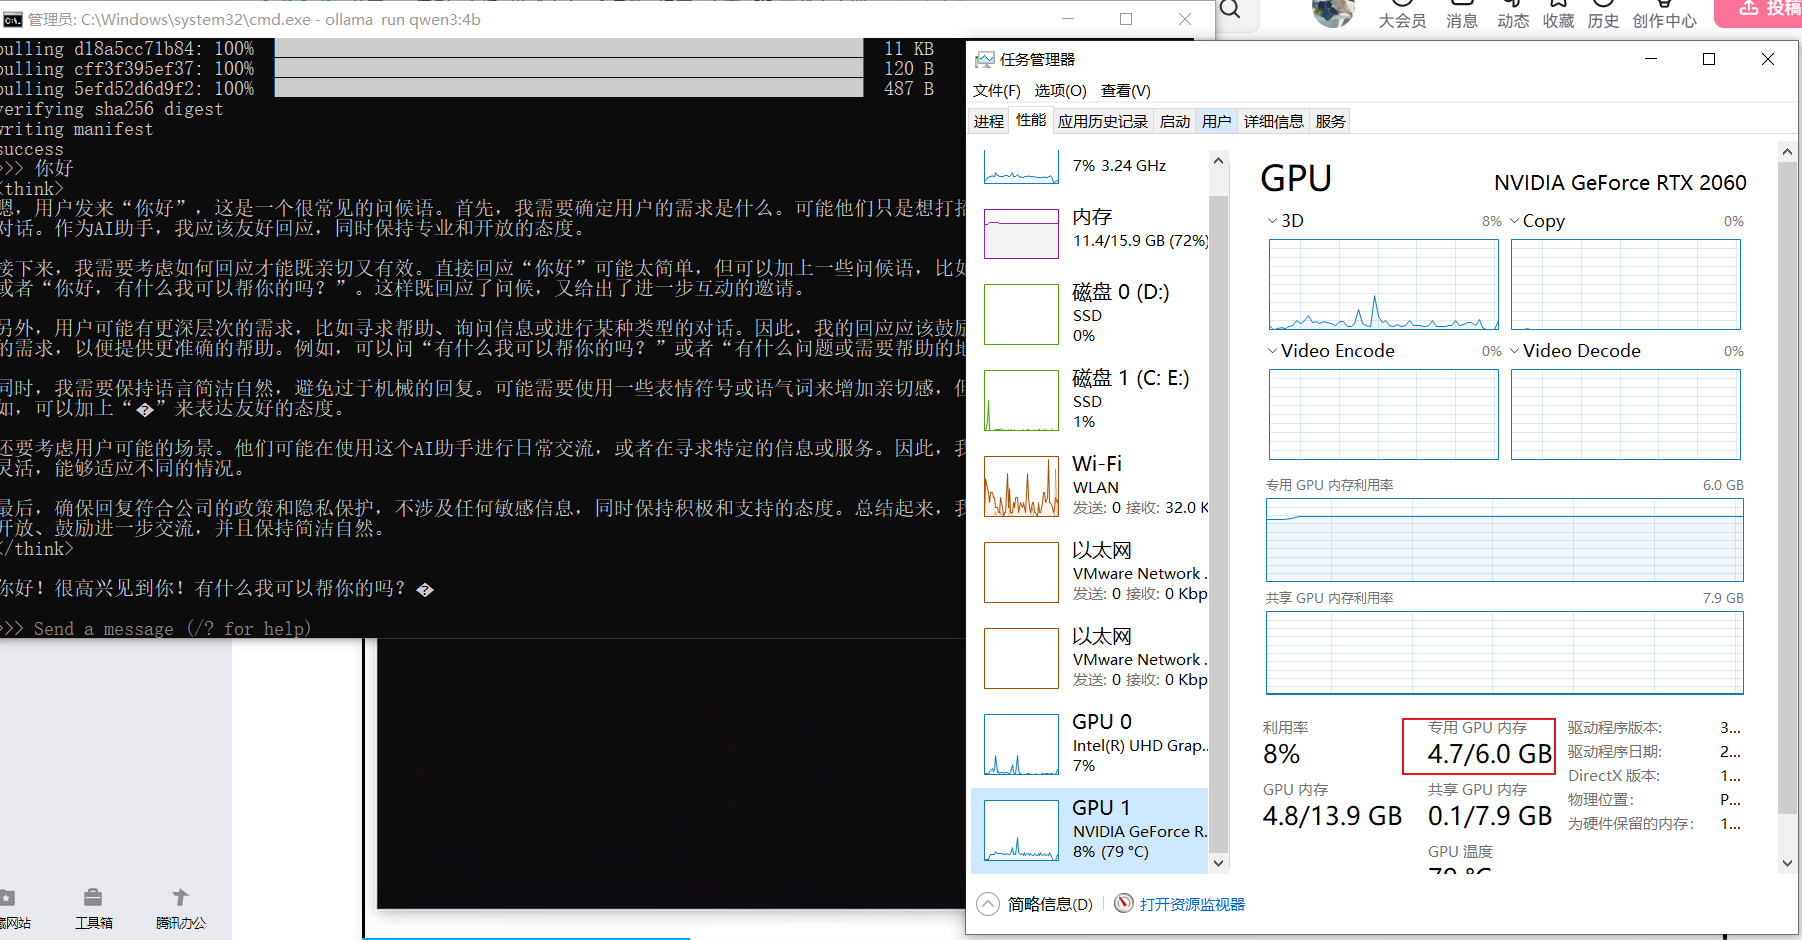 管理员: C:\Windows\system32\cmd.exe - ollama  run qwen3:4b
pulling d18a5cc71b84: 100%
11 KB
pulling cff3f395ef37: 100%
120 B
pulling 5efd52d6d9f2: 100%
487 B
verifying sha256 digest
writing manifest
success
>>> 你好
<think>
嗯，用户发来“你好”，这是一个很常见的问候语。首先，我需要确定用户的需求是什么。可能他们只是想打招
对话。作为AI助手，我应该友好回应，同时保持专业和开放的态度。
接下来，我需要考虑如何回应才能既亲切又有效。直接回应“你好”可能太简单，但可以加上一些问候语，比如
或者“你好，有什么我可以帮你的吗？”。这样既回应了问候，又给出了进一步互动的邀请。
另外，用户可能有更深层次的需求，比如寻求帮助、询问信息或进行某种类型的对话。因此，我的回应应该鼓励
的需求，以便提供更准确的帮助。例如，可以问“有什么我可以帮你的吗？”或者“有什么问题或需要帮助的地
同时，我需要保持语言简洁自然，避免过于机械的回复。可能需要使用一些表情符号或语气词来增加亲切感，但
如，可以加上“�”来表达友好的态度。
还要考虑用户可能的场景。他们可能在使用这个AI助手进行日常交流，或者在寻求特定的信息或服务。因此，我
灵活，能够适应不同的情况。
最后，确保回复符合公司的政策和隐私保护，不涉及任何敏感信息，同时保持积极和支持的态度。总结起来，我
开放、鼓励进一步交流，并且保持简洁自然。
</think>
你好！很高兴见到你！有什么我可以帮你的吗？�
>>> Send a message (/? for help)
大会员
消息
动态
收藏
历史
创作中心
投稿
任务管理器
文件(F)
选项(O)
查看(V)
进程
性能
应用历史记录
启动
用户
详细信息
服务
7% 3.24 GHz
内存
11.4/15.9 GB (72%)
磁盘 0 (D:)
SSD
0%
磁盘 1 (C: E:)
SSD
1%
Wi-Fi
WLAN
发送: 0 接收: 32.0 K
以太网
VMware Network .
发送: 0 接收: 0 Kbp
以太网
VMware Network .
发送: 0 接收: 0 Kbp
GPU 0
Intel(R) UHD Grap..
7%
GPU 1
NVIDIA GeForce R.
8% (79 °C)
GPU
NVIDIA GeForce RTX 2060
3D
8%
Copy
0%
Video Encode
0%
Video Decode
0%
专用 GPU 内存利用率
6.0 GB
共享 GPU 内存利用率
7.9 GB
利用率
8%
专用 GPU 内存
4.7/6.0 GB
GPU 内存
4.8/13.9 GB
共享 GPU 内存
0.1/7.9 GB
GPU 温度
驱动程序版本:
3...
驱动程序日期:
2...
DirectX 版本:
1...
物理位置:
P...
为硬件保留的内存:
1...
简略信息(D)
打开资源监视器
藏网站
工具箱
腾讯办公